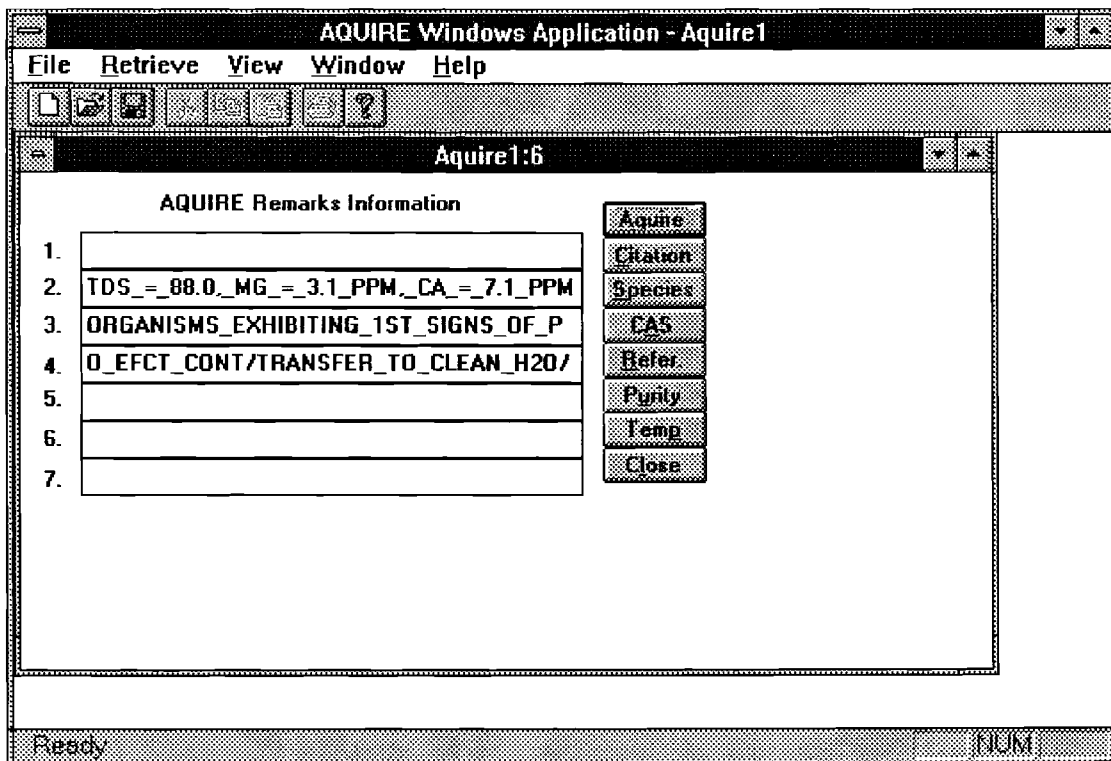 AQUIRE Windows Application - Aquire1
File Retrieve View Window Help
Aquire1:6
AQUIRE Remarks Information
Aquire
1.
Citation
2. TDS_=_88.0,_MG_=_3.1_PPM,_CA_=_7.1_PPM
Species
3. ORGANISMS_EXHIBITING_1ST_SIGNS_OF_P
CAS
4. O_EFCT_CONT/TRANSFER_TO_CLEAN_H2O/
Refer
5.
Purity
6.
Temp
7.
Close
Ready
NUM